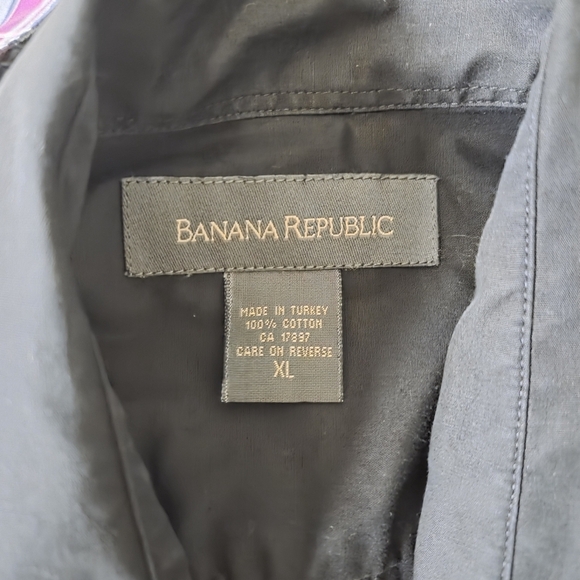 BANANA REPUBLIC
MADE IN TURKEY
100% COTTON
CA 17897
CARE ON REVERSE
XL